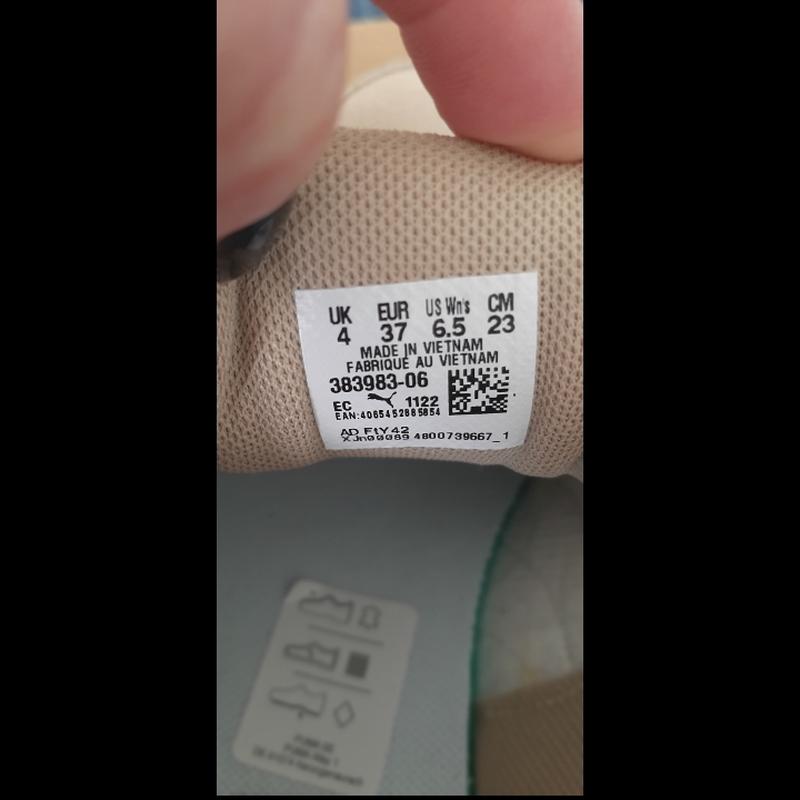 UK EUR US Wn's CM
4 37 6.5 23
MADE IN VIETNAM
FABRIQUÉ AU VIETNAM
383983-06
EC 1122
EAN:4065452885854
AD FtY42
XJn00089 4800739667_1